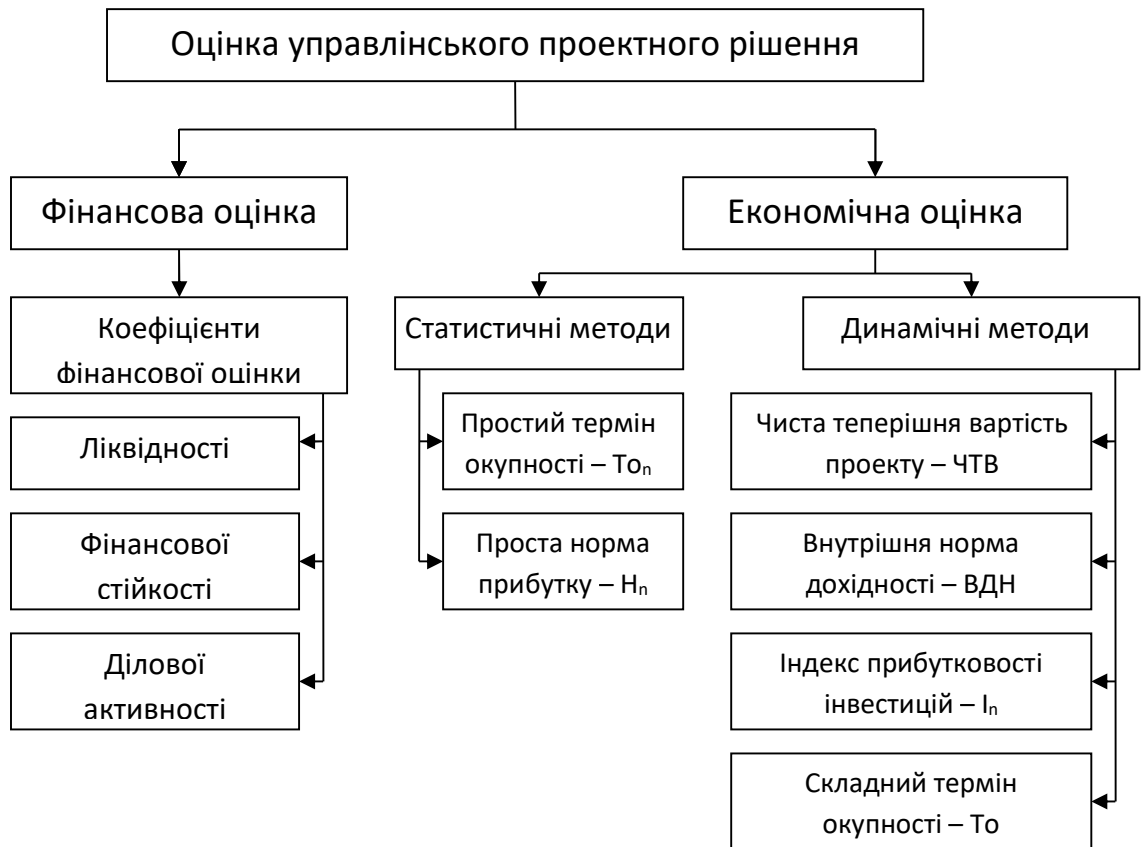 Оцінка управлінського проектного рішення
Фінансова оцінка
Економічна оцінка
Коефіцієнти
фінансової оцінки
Статистичні методи
Динамічні методи
Ліквідності
Фінансової
стійкості
Ділової
активності
Простий термін
окупності – Тоₙ
Проста норма
прибутку – Нₙ
Чиста теперішня вартість
проекту – ЧТВ
Внутрішня норма
дохідності – ВДН
Індекс прибутковості
інвестицій – Іₙ
Складний термін
окупності – То